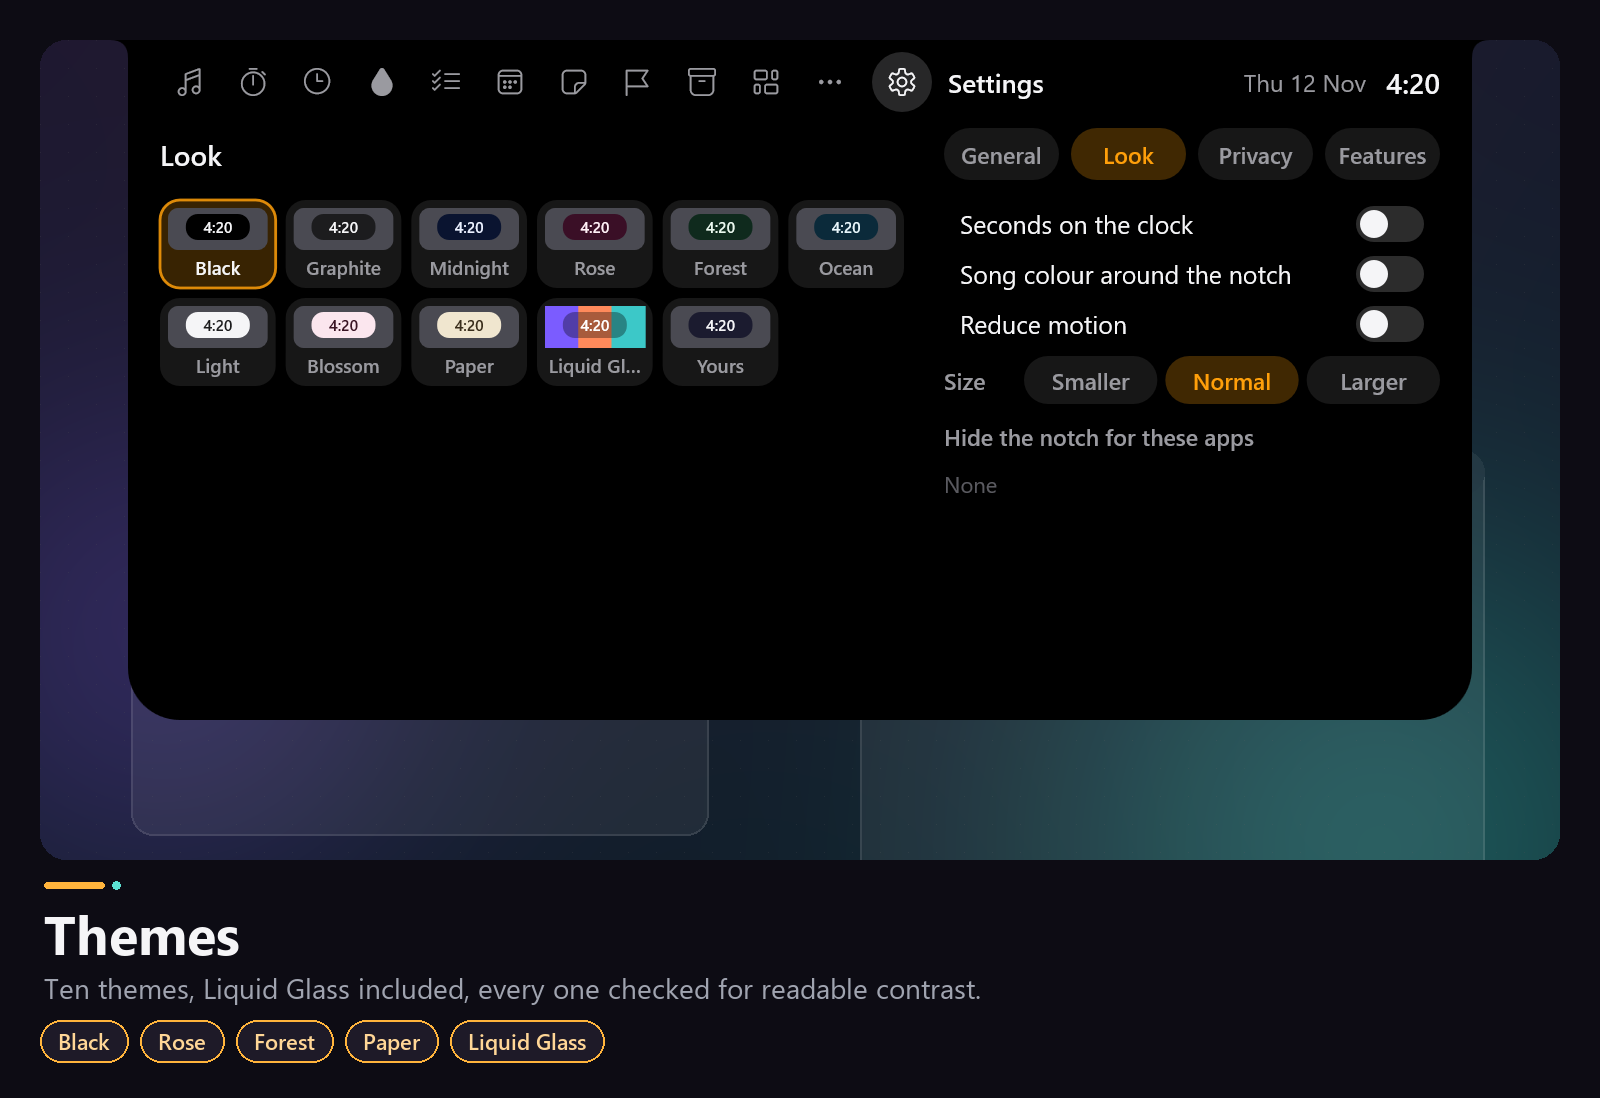 Settings
Thu 12 Nov 4:20
Look
General Look Privacy Features
4:20 4:20 4:20 4:20 4:20 4:20
Black Graphite Midnight Rose Forest Ocean
4:20 4:20 4:20 4:20 4:20
Light Blossom Paper Liquid Gl... Yours
Seconds on the clock
Song colour around the notch
Reduce motion
Size Smaller Normal Larger
Hide the notch for these apps
None
Themes
Ten themes, Liquid Glass included, every one checked for readable contrast.
Black Rose Forest Paper Liquid Glass